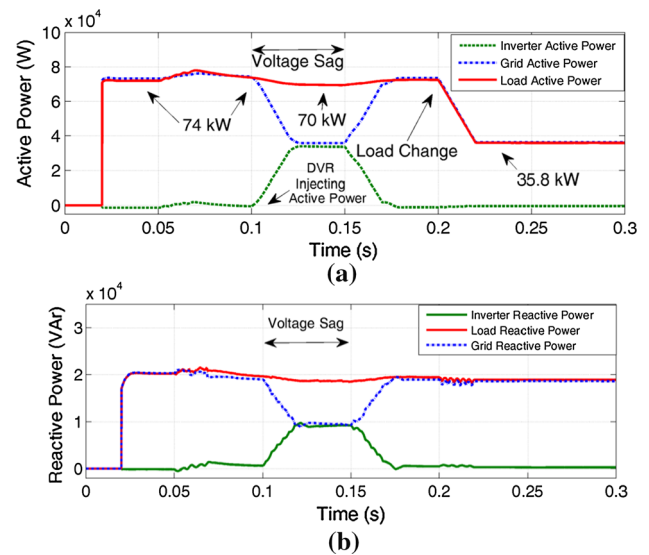 x 10⁴
10
8
6
4
2
0
Active Power (W)
Voltage Sag
Inverter Active Power
Grid Active Power
Load Active Power
74 kW
70 kW
Load Change
35.8 kW
DVR
Injecting
Active Power
0 0.05 0.1 0.15 0.2 0.25 0.3
Time (s)
(a)
x 10⁴
3
2
1
0
Reactive Power (VAr)
Voltage Sag
Inverter Reactive Power
Load Reactive Power
Grid Reactive Power
0 0.05 0.1 0.15 0.2 0.25 0.3
Time (s)
(b)